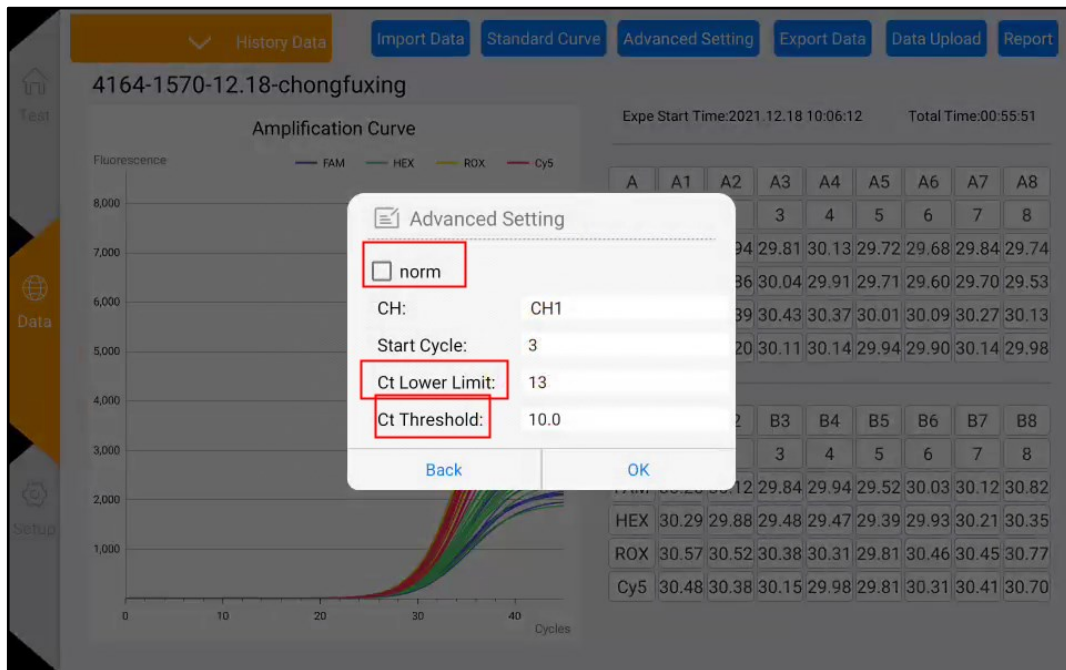 History Data
Import Data
Standard Curve
Advanced Setting
Export Data
Data Upload
Report
Test
Data
Setup
4164-1570-12.18-chongfuxing
Expe Start Time:2021.12.18 10:06:12 Total Time:00:55:51
Amplification Curve
Fluorescence
FAM HEX ROX Cy5
8,000
7,000
6,000
5,000
4,000
3,000
2,000
1,000
0 10 20 30 40
Cycles
Advanced Setting
norm
CH: CH1
Start Cycle: 3
Ct Lower Limit: 13
Ct Threshold: 10.0
Back OK
A A1 A2 A3 A4 A5 A6 A7 A8
3 4 5 6 7 8
29.81 30.13 29.72 29.68 29.84 29.74
30.04 29.91 29.71 29.60 29.70 29.53
30.43 30.37 30.01 30.09 30.27 30.13
30.11 30.14 29.94 29.90 30.14 29.98
B3 B4 B5 B6 B7 B8
3 4 5 6 7 8
29.84 29.94 29.52 30.03 30.12 30.82
HEX 30.29 29.88 29.48 29.47 29.39 29.93 30.21 30.35
ROX 30.57 30.52 30.38 30.31 29.81 30.46 30.45 30.77
Cy5 30.48 30.38 30.15 29.98 29.81 30.31 30.41 30.70